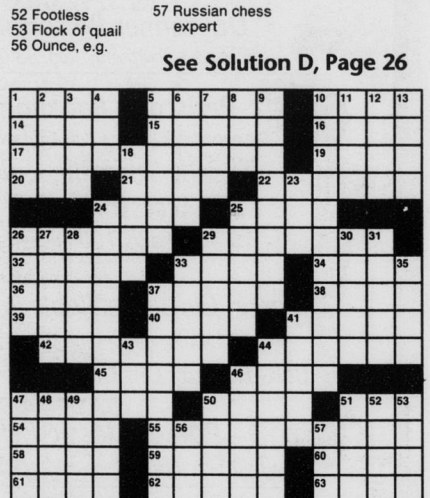 52 Footless
53 Flock of quail
56 Ounce, e.g.
57 Russian chess
expert
See Solution D, Page 26
1 2 3 4 5 6 7 8 9 10 11 12 13
14 15 16
17 18 19
20 21 22 23
24 25
26 27 28 29 30 31
32 33 34 35
36 37 38
39 40 41
42 43 44
45 46
47 48 49 50 51 52 53
54 55 56 57
58 59 60
61 62 63